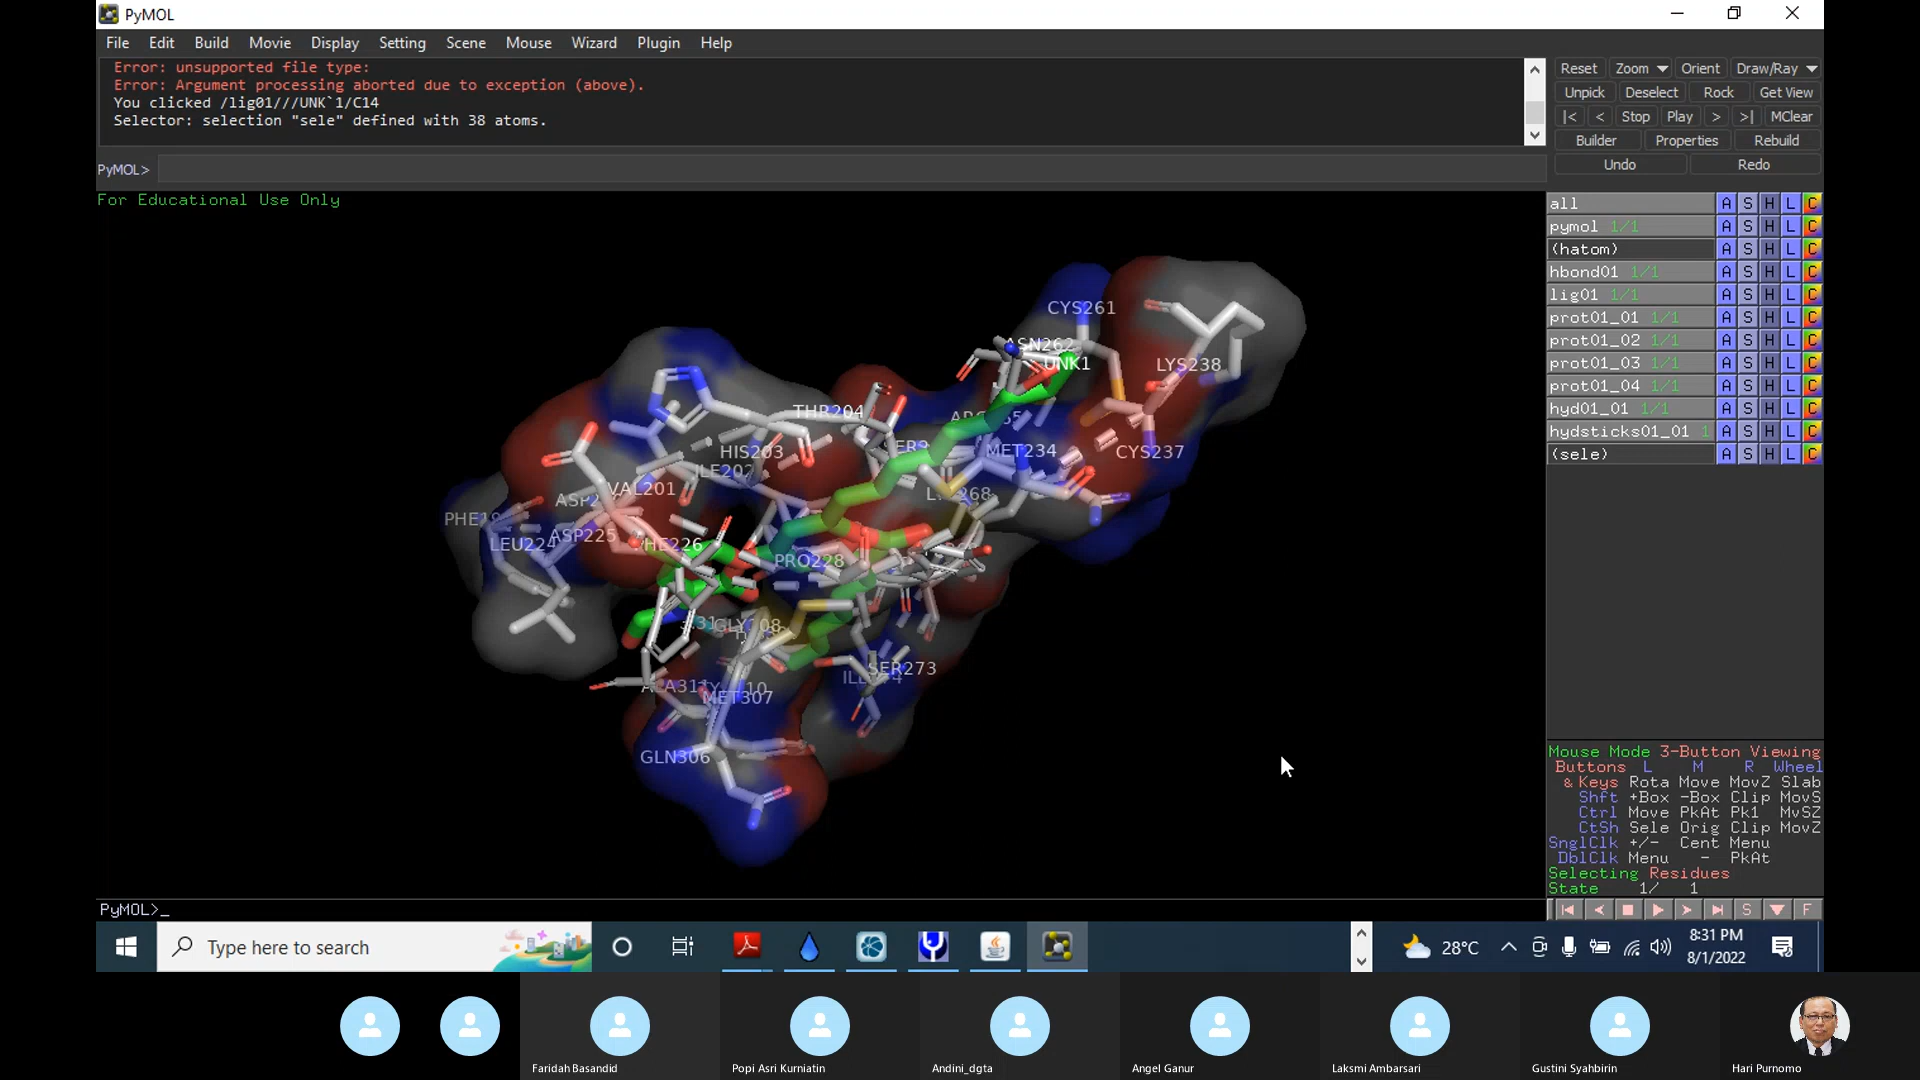 PyMOL
File Edit Build Movie Display Setting Scene Mouse Wizard Plugin Help
Error: unsupported file type:
Error: Argument processing aborted due to exception (above).
You clicked /lig01///UNK`1/C14
Selector: selection "sele" defined with 38 atoms.
PyMOL>
Reset Zoom Orient Draw/Ray
Unpick Deselect Rock Get View
|< < Stop Play > >| MClear
Builder Properties Rebuild
Undo Redo
For Educational Use Only
all A S H L C
pymol 1/1 A S H L C
(hatom) A S H L C
hbond01 1/1 A S H L C
lig01 1/1 A S H L C
prot01_01 1/1 A S H L C
prot01_02 1/1 A S H L C
prot01_03 1/1 A S H L C
prot01_04 1/1 A S H L C
hyd01_01 1/1 A S H L C
hydsticks01_01 1 A S H L C
(sele) A S H L C
CYS261
ASN262
UNK1
LYS238
THR204
MET234
HIS203
CYS237
ILE202
VAL201
ASP225
LEU224
PHE226
PRO228
GLY308
SER273
ALA311
MET307
GLN306
Mouse Mode 3-Button Viewing
Buttons L M R Wheel
& Keys Rota Move MovZ Slab
Shft +Box -Box Clip MovS
Ctrl Move PkAt Pk1 MvSZ
CtSh Sele Orig Clip MovZ
SnglClk +/- Cent Menu
DblClk Menu - PkAt
Selecting Residues
State 1/ 1
PyMOL>_
S F
Type here to search
28°C
8:31 PM
8/1/2022
Faridah Basandid
Popi Asri Kurniatin
Andini_dgta
Angel Ganur
Laksmi Ambarsari
Gustini Syahbirin
Hari Purnomo